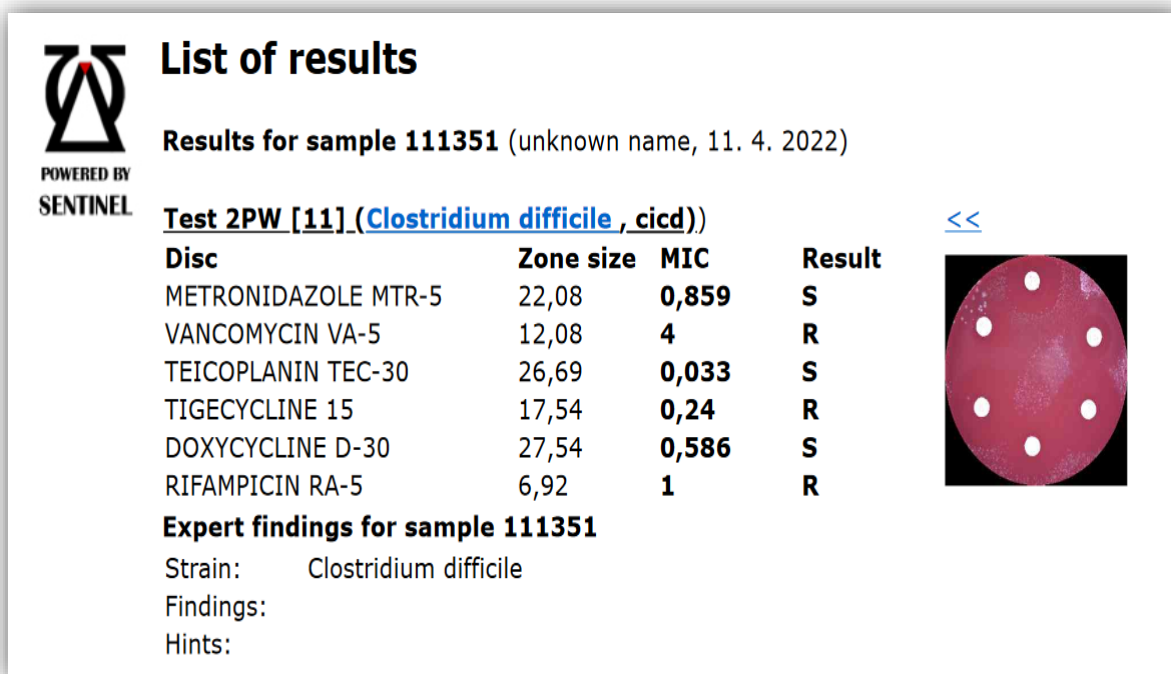 List of results
Results for sample 111351 (unknown name, 11. 4. 2022)
POWERED BY
SENTINEL
Test 2PW [11] (Clostridium difficile , cicd)) <<
Disc Zone size MIC Result
METRONIDAZOLE MTR-5 22,08 0,859 S
VANCOMYCIN VA-5 12,08 4 R
TEICOPLANIN TEC-30 26,69 0,033 S
TIGECYCLINE 15 17,54 0,24 R
DOXYCYCLINE D-30 27,54 0,586 S
RIFAMPICIN RA-5 6,92 1 R
Expert findings for sample 111351
Strain: Clostridium difficile
Findings:
Hints: